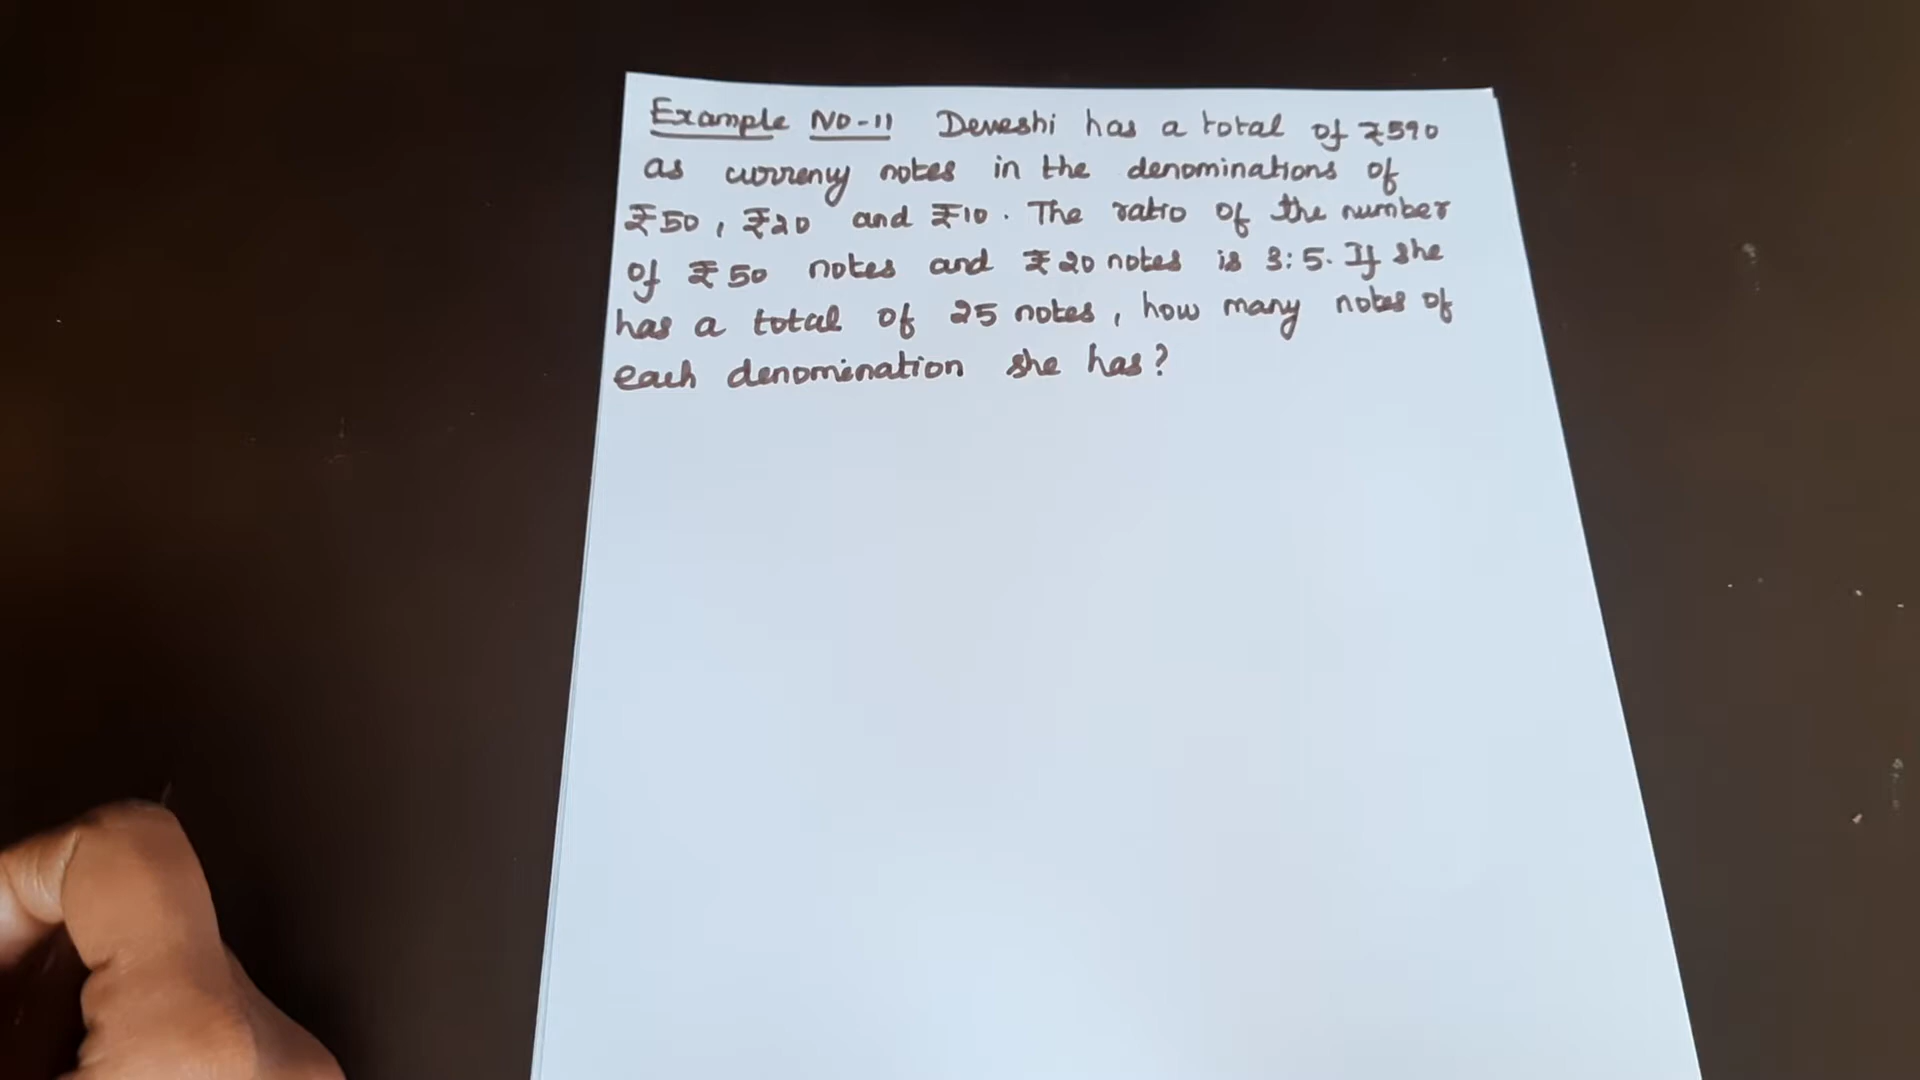 Example NO-11 Deveshi has a total of ₹590
as curreny notes in the denominations of
₹50, ₹20 and ₹10. The ratio of the number
of ₹50 notes and ₹20 notes is 3:5. If she
has a total of 25 notes, how many notes of
each denomination she has?